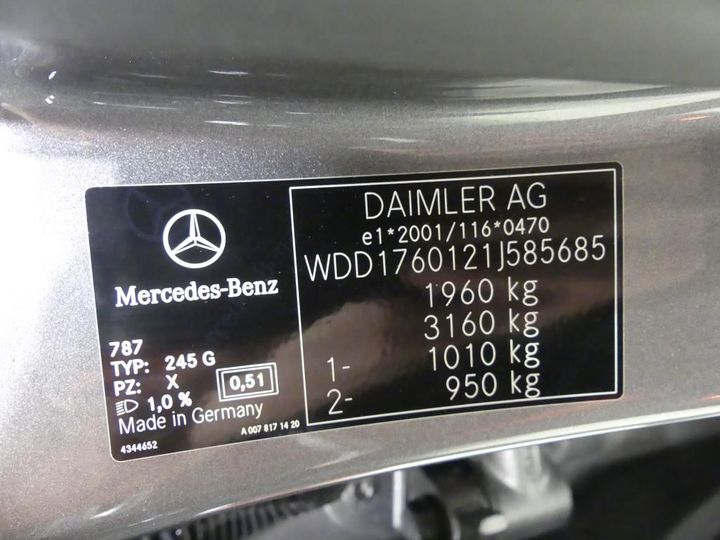 Mercedes-Benz
787
TYP: 245 G
PZ: X
1,0 %
0,51
Made in Germany
4344652
A 007 817 14 20
DAIMLER AG
e1*2001/116*0470
WDD1760121J585685
1960 kg
3160 kg
1- 1010 kg
2- 950 kg